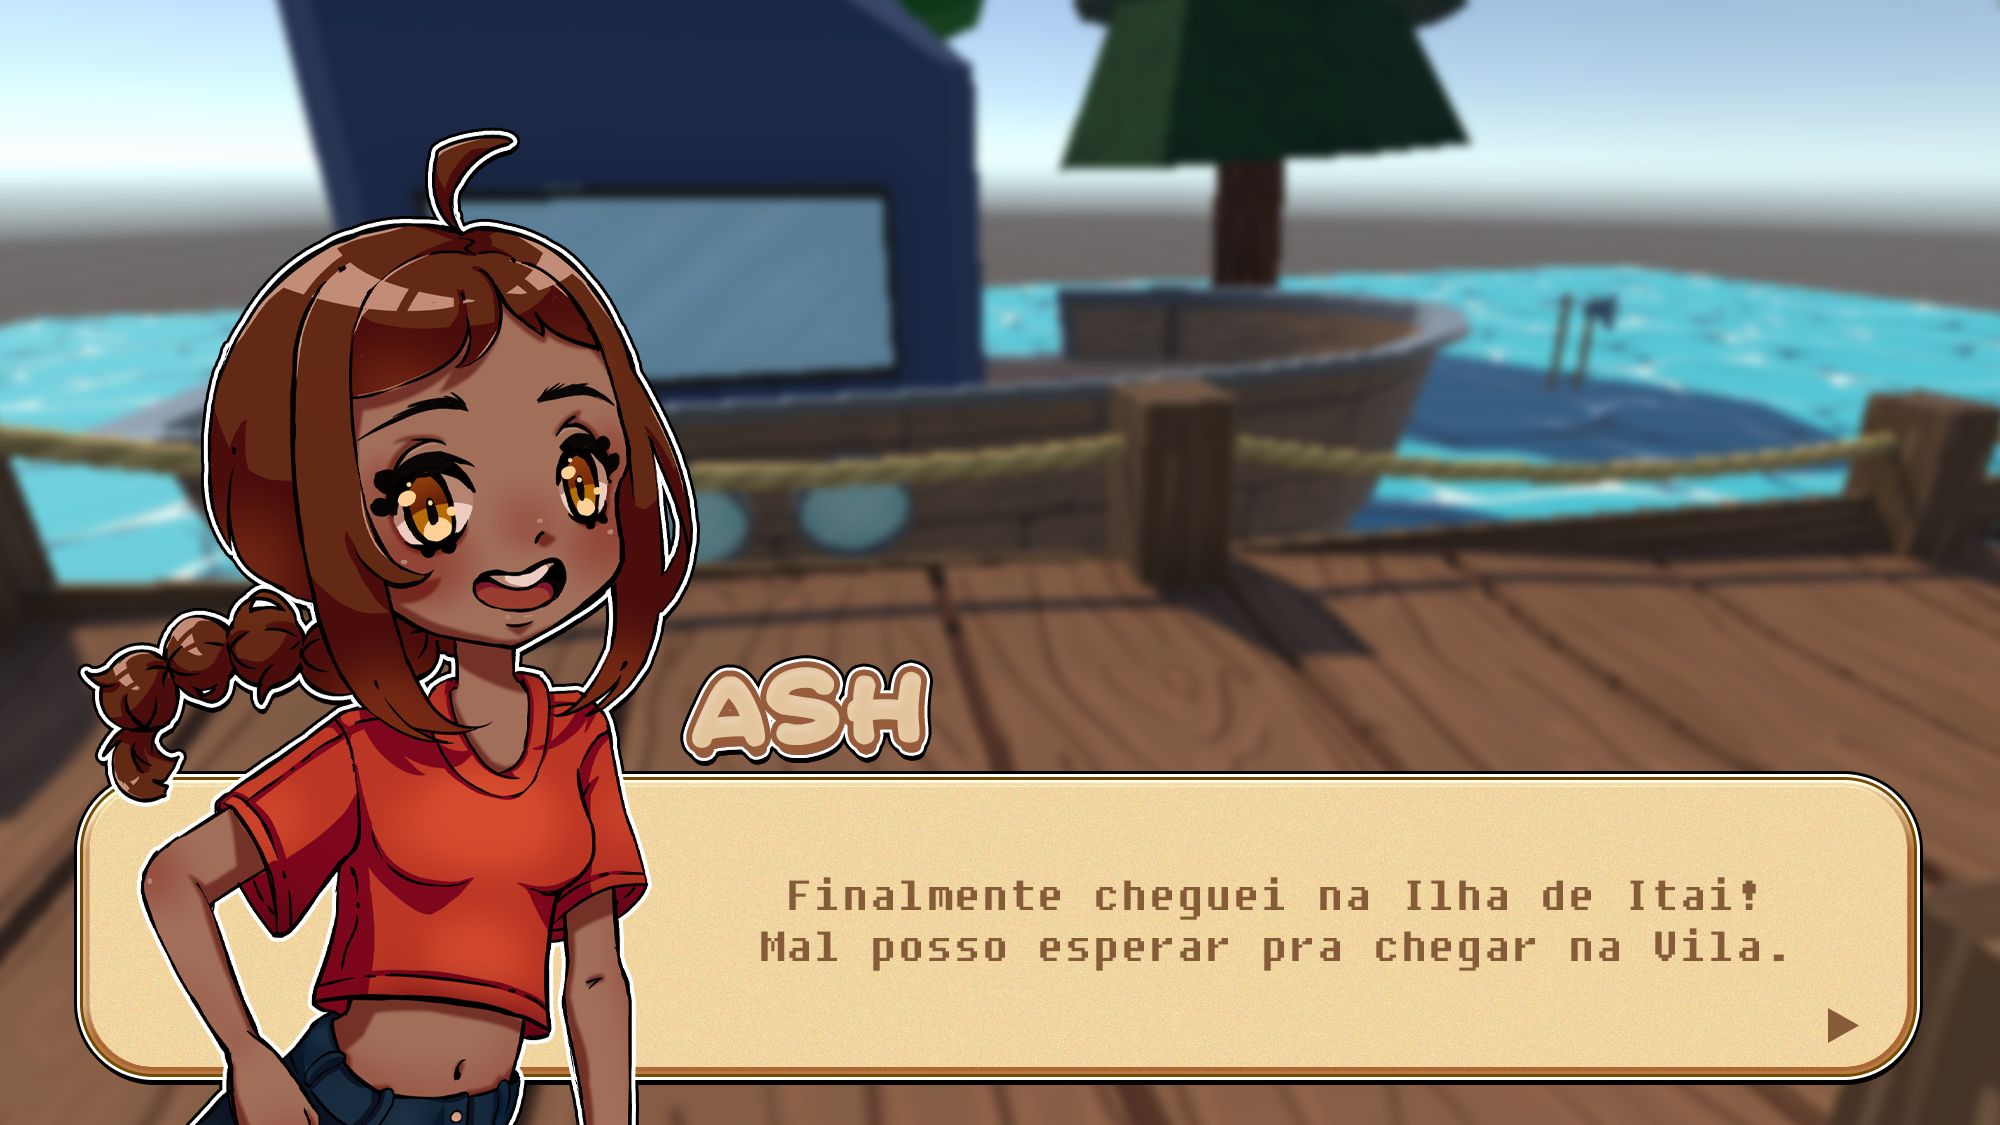 ASH
Finalmente cheguei na Ilha de Itai!
Mal posso esperar pra chegar na Vila.